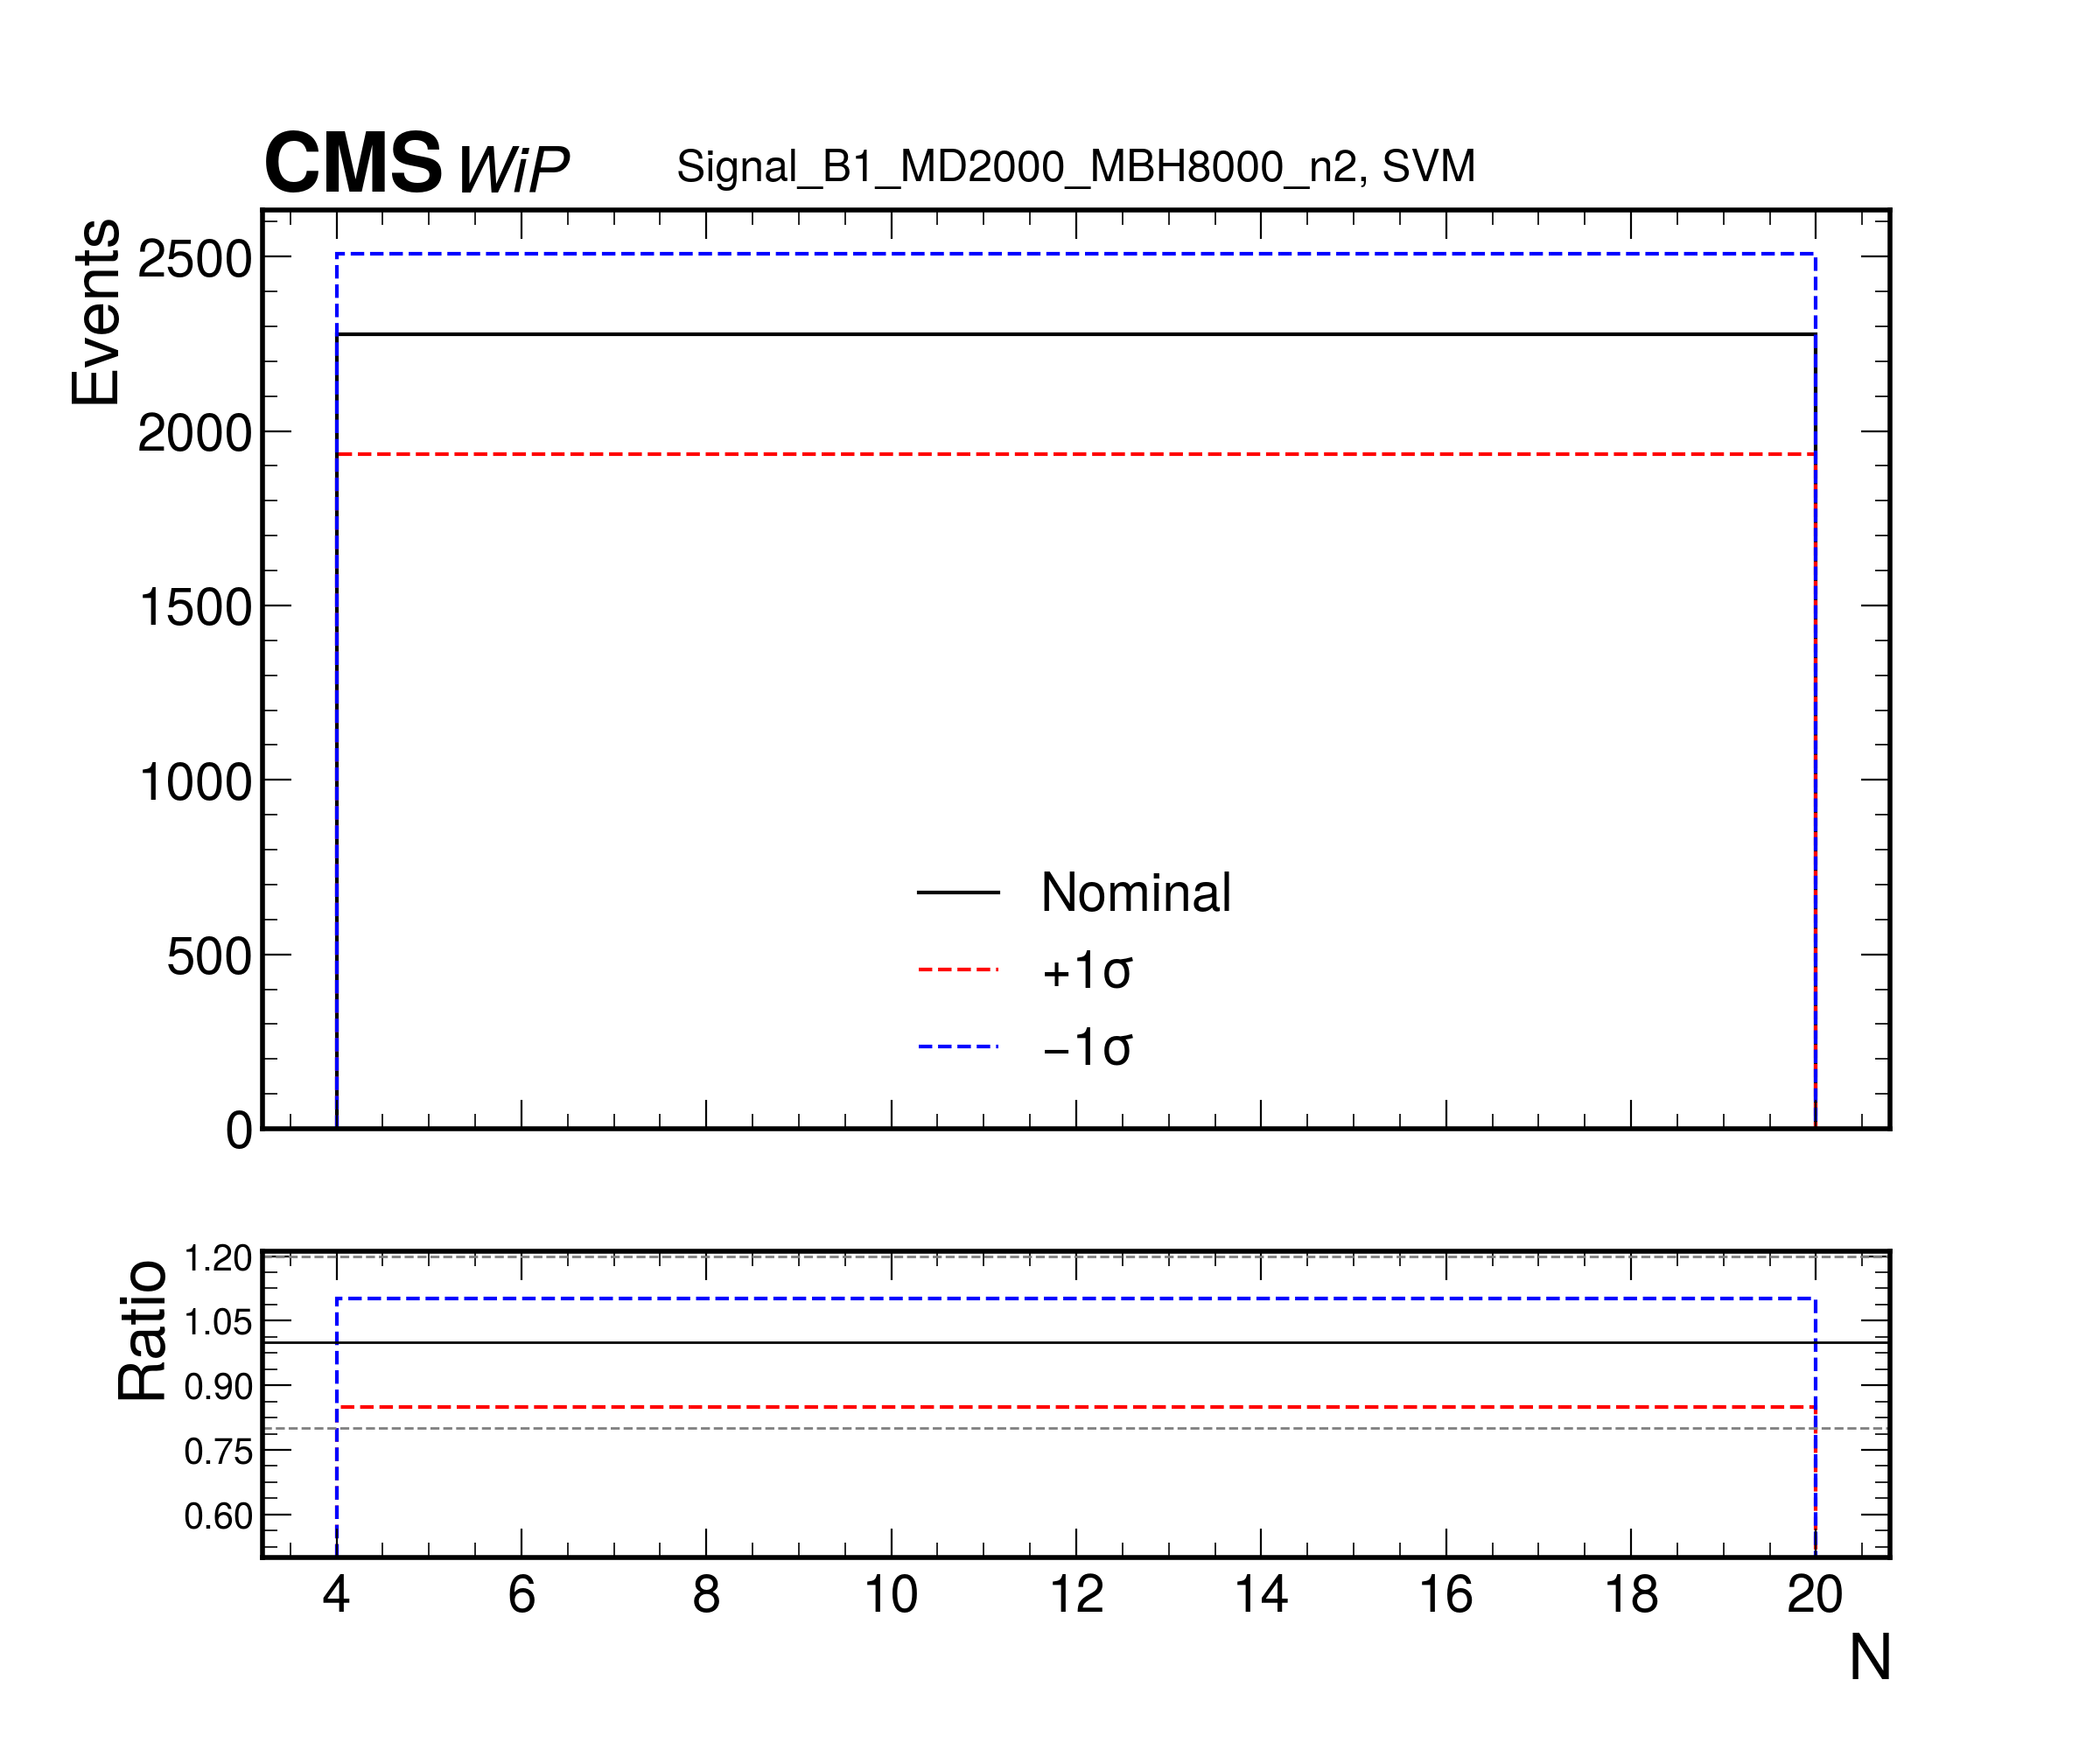 CMS WiP Signal_B1_MD2000_MBH8000_n2, SVM
Events
2500
2000
1500
1000
500
0
Nominal
+1σ
−1σ
Ratio
1.20
1.05
0.90
0.75
0.60
4 6 8 10 12 14 16 18 20
N